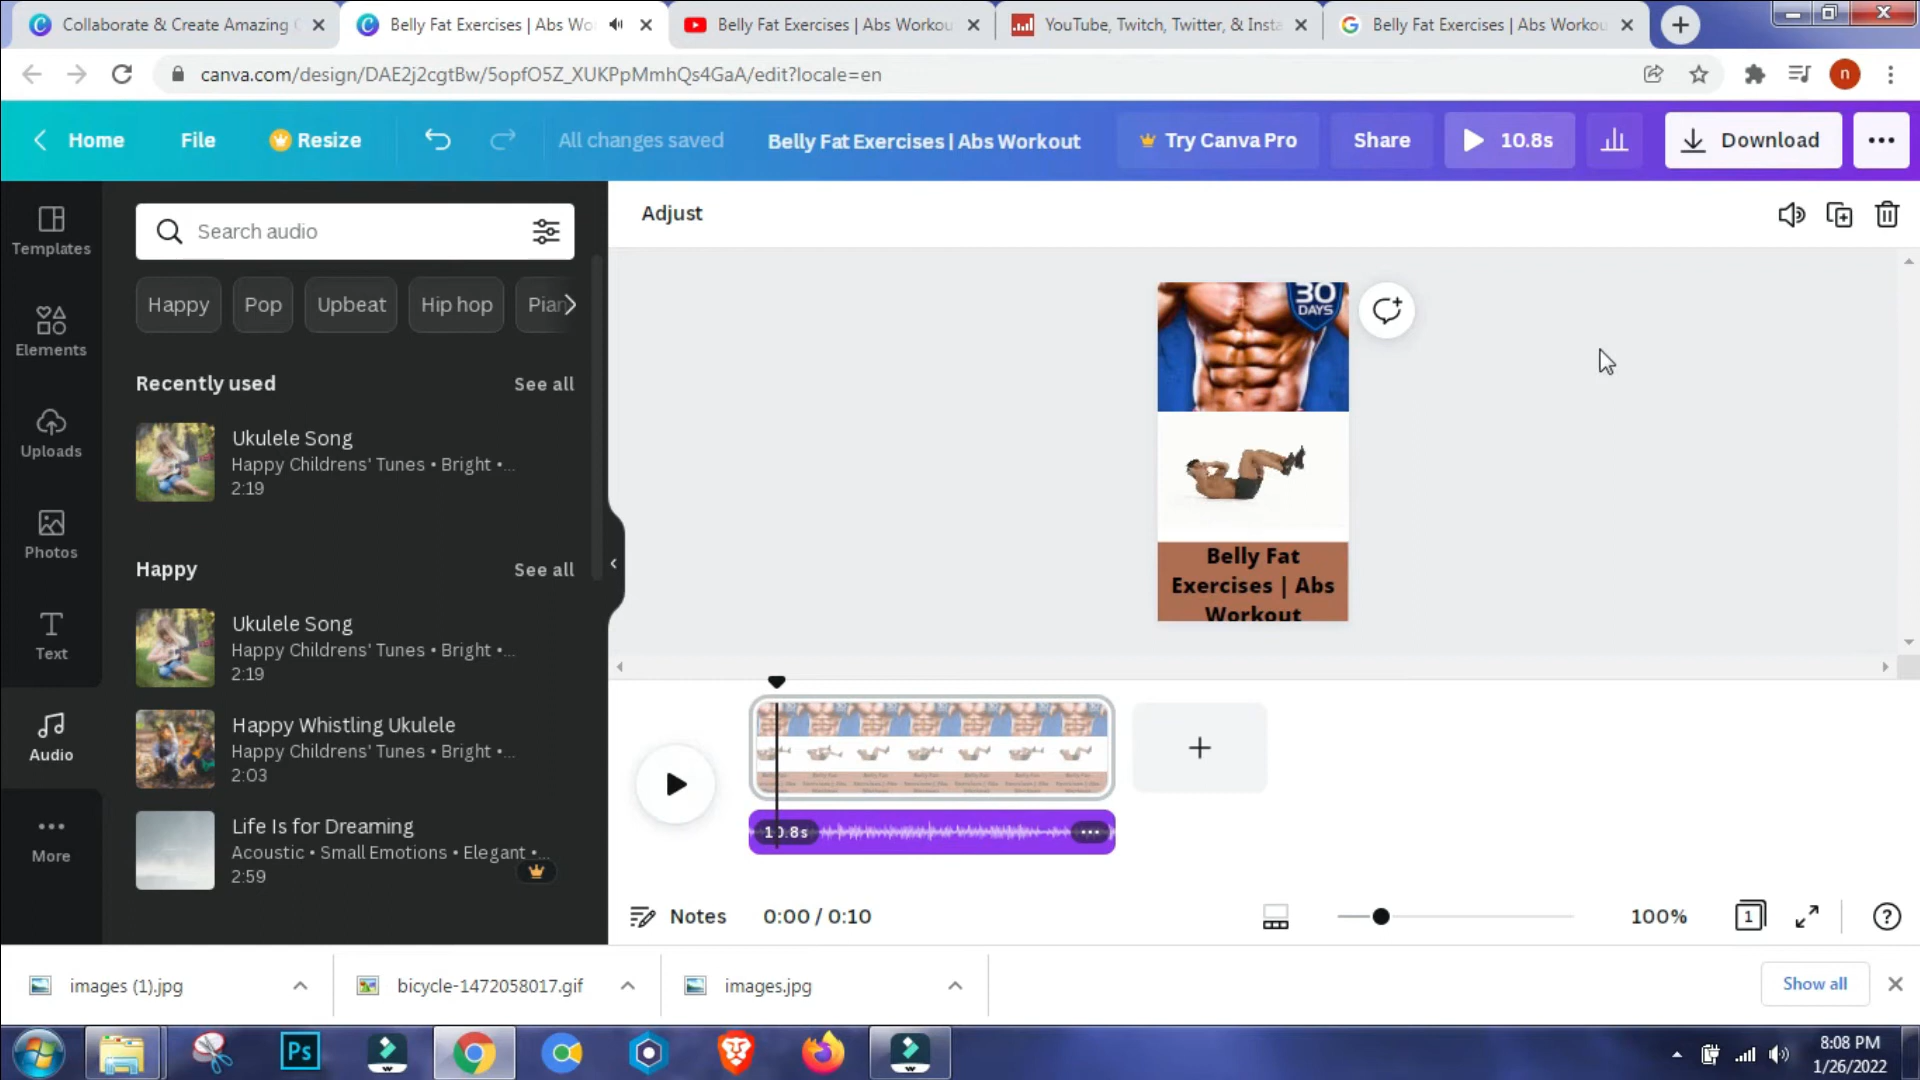 Collaborate & Create Amazing
Belly Fat Exercises | Abs Wo
Belly Fat Exercises | Abs Workou
YouTube, Twitch, Twitter, & Insta
Belly Fat Exercises | Abs Workou
canva.com/design/DAE2j2cgtBw/5opfO5Z_XUKPpMmhQs4GaA/edit?locale=en
n
Home
File
Resize
All changes saved
Belly Fat Exercises | Abs Workout
Try Canva Pro
Share
10.8s
Download
Templates
Elements
Uploads
Photos
Text
Audio
More
Search audio
Happy
Pop
Upbeat
Hip hop
Pian
Recently used
See all
Ukulele Song
Happy Childrens' Tunes • Bright •...
2:19
Happy
See all
Ukulele Song
Happy Childrens' Tunes • Bright •...
2:19
Happy Whistling Ukulele
Happy Childrens' Tunes • Bright •...
2:03
Life Is for Dreaming
Acoustic • Small Emotions • Elegant •...
2:59
Adjust
30
DAYS
Belly Fat
Exercises | Abs
Workout
10.8s
Notes
0:00 / 0:10
100%
1
images (1).jpg
bicycle-1472058017.gif
images.jpg
Show all
Ps
8:08 PM
1/26/2022